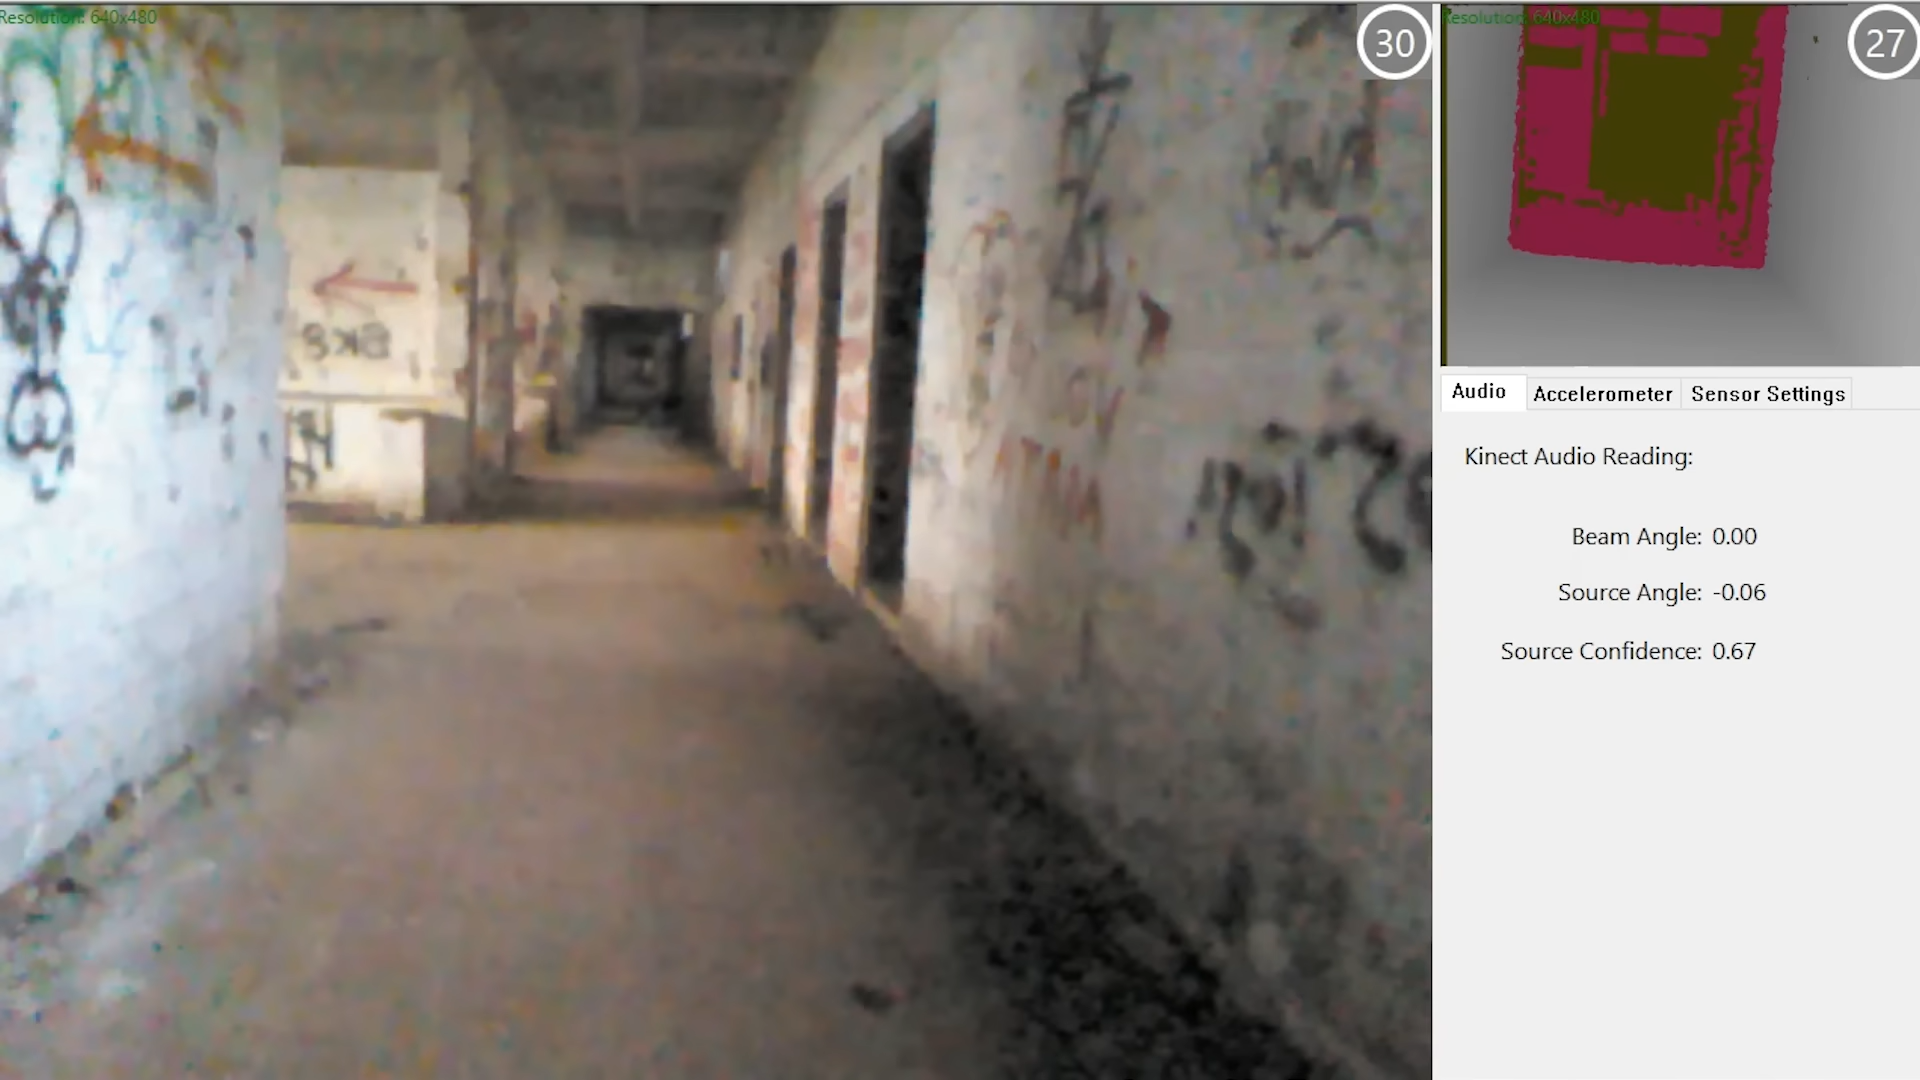 Resolution: 640x480
30
Resolution: 640x480
27
Audio
Accelerometer
Sensor Settings
Kinect Audio Reading:
Beam Angle: 0.00
Source Angle: -0.06
Source Confidence: 0.67